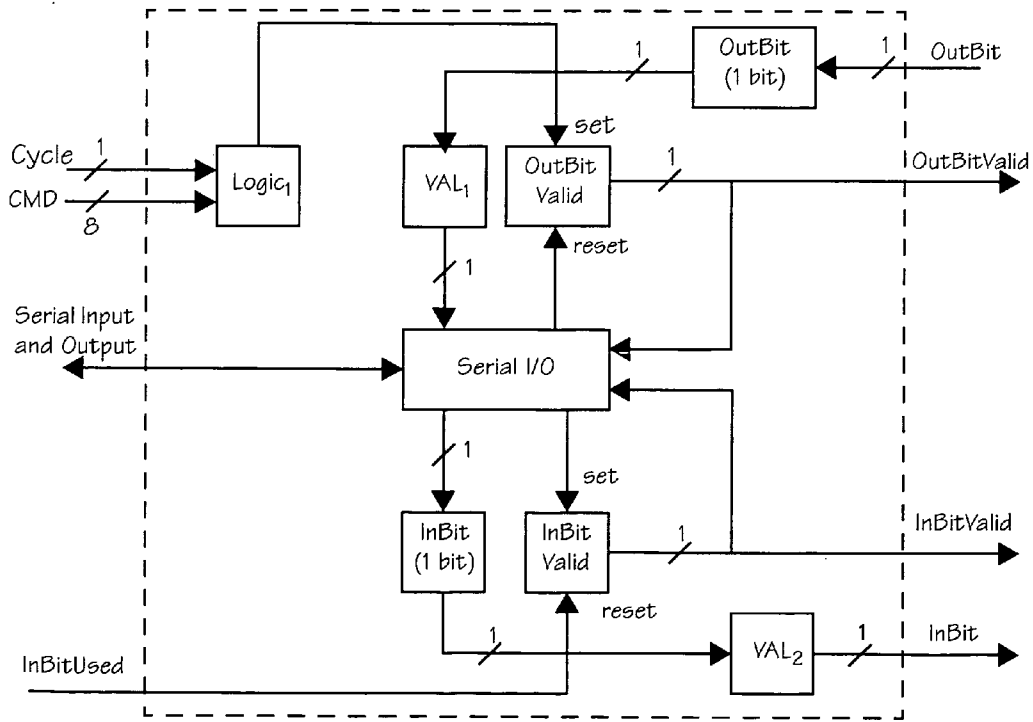 1
OutBit
(1 bit)
1
OutBit
set
Cycle
1
CMD
8
Logic1
VAL1
OutBit
Valid
1
OutBitValid
reset
1
Serial Input
and Output
Serial I/O
1
set
InBit
(1 bit)
InBit
Valid
1
InBitValid
reset
InBitUsed
1
VAL2
1
InBit